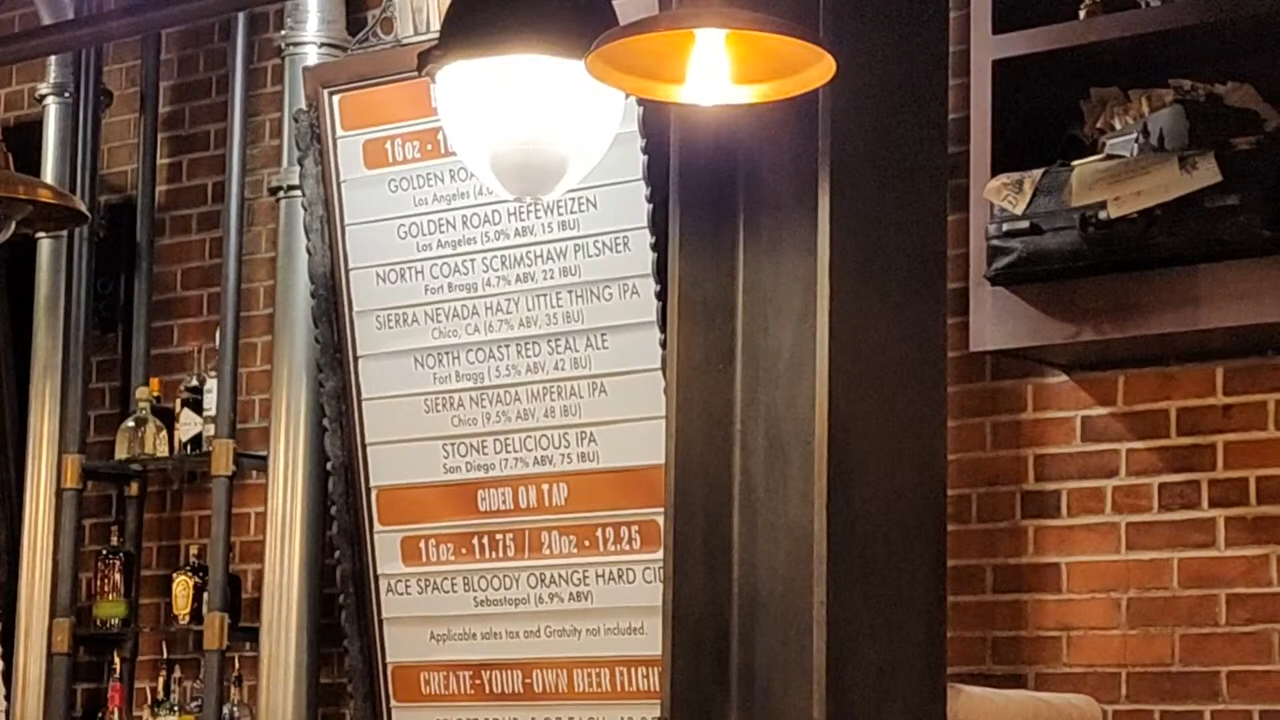 16oz - 1
GOLDEN ROA
Los Angeles (4.
GOLDEN ROAD HEFEWEIZEN
Los Angeles (5.0% ABV, 15 IBU)
NORTH COAST SCRIMSHAW PILSNER
Fort Bragg (4.7% ABV, 22 IBU)
SIERRA NEVADA HAZY LITTLE THING IPA
Chico, CA (6.7% ABV, 35 IBU)
NORTH COAST RED SEAL ALE
Fort Bragg ( 5.5% ABV, 42 IBU)
SIERRA NEVADA IMPERIAL IPA
Chico (9.5% ABV, 48 IBU)
STONE DELICIOUS IPA
San Diego (7.7% ABV, 75 IBU)
CIDER ON TAP
16oz - 11.75 / 20oz - 12.25
ACE SPACE BLOODY ORANGE HARD CID
Sebastopol (6.9% ABV)
Applicable sales tax and Gratuity not included.
CREATE-YOUR-OWN BEER FLIGH